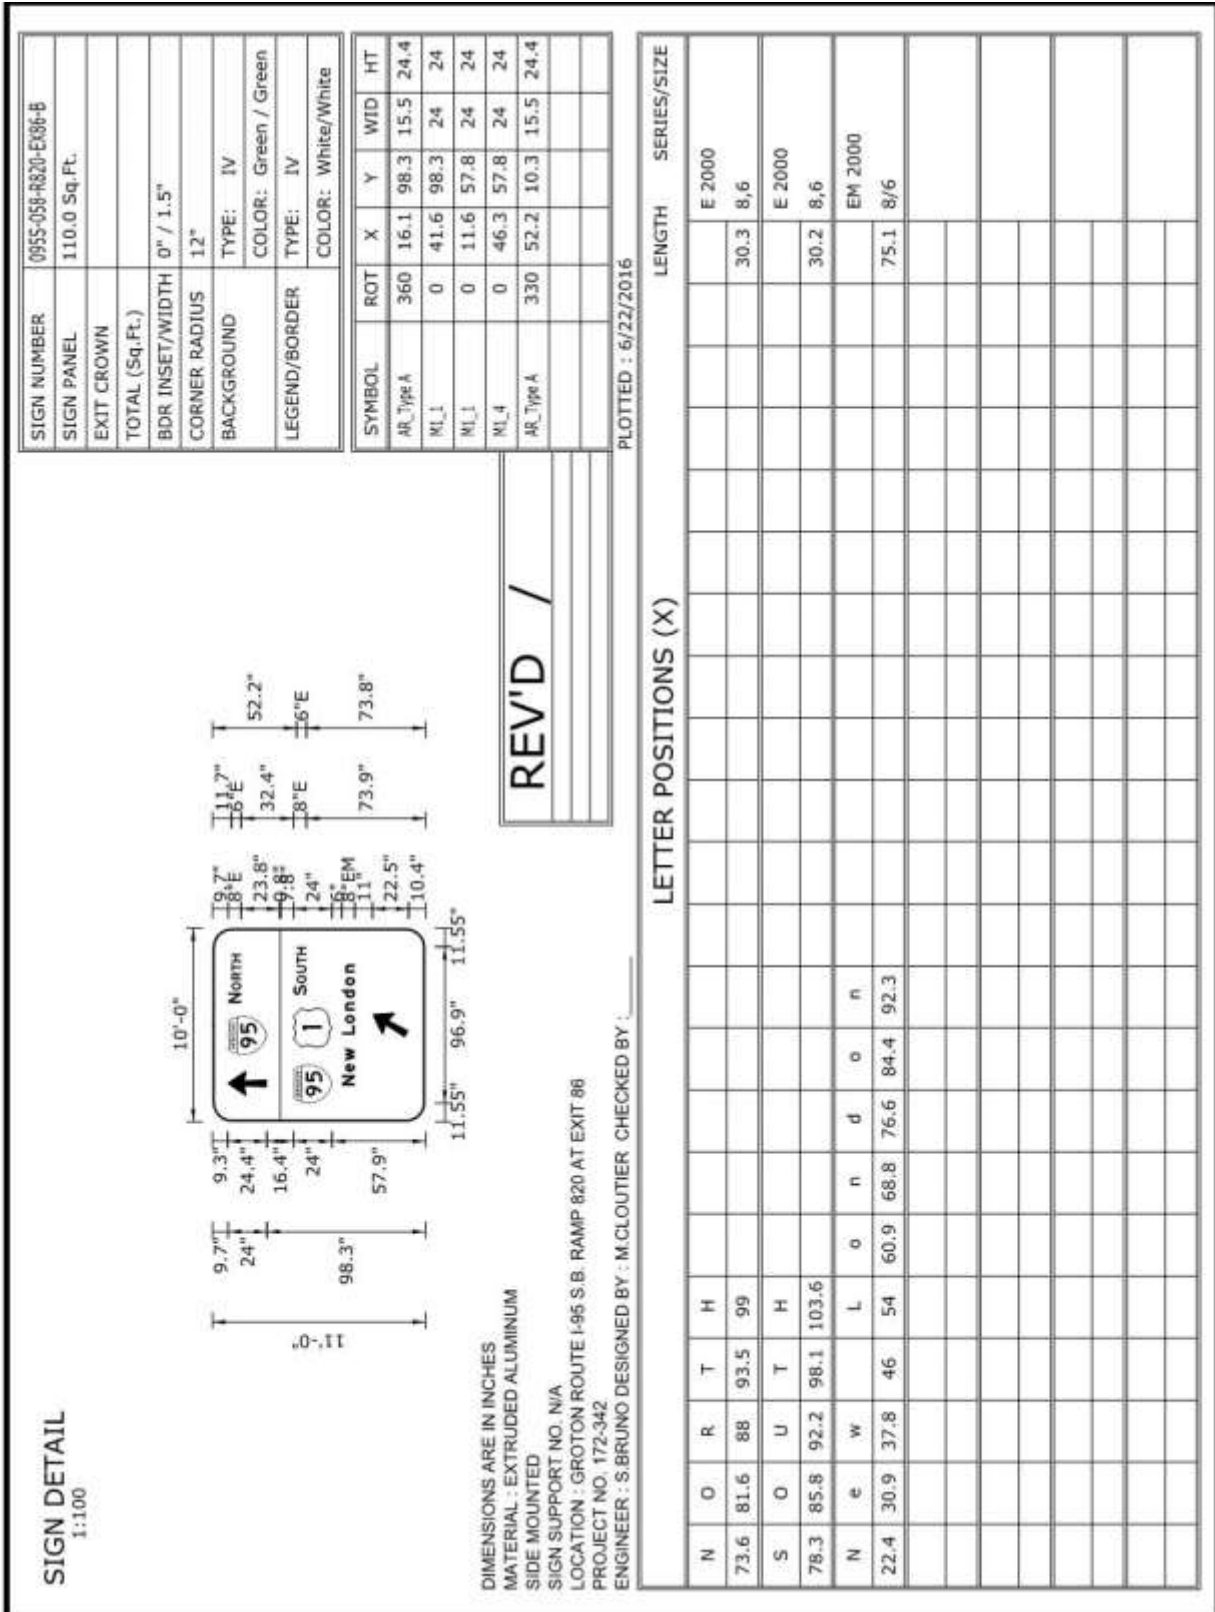 SIGN DETAIL
1:100
10'-0"
11'-0"
9.7"
24"
98.3"
9.3"
24.4"
16.4"
24"
57.9"
95 NORTH
95 1 SOUTH
New London
11.55" 96.9" 11.55"
9.7"
8"E
23.8"
9.8"
7.8"
24"
6"
8"EM
11"
22.5"
10.4"
11.7"
6"E
32.4"
8"E
73.9"
52.2"
6"E
73.8"
SIGN NUMBER 0955-058-R820-EX86-B
SIGN PANEL 110.0 Sq.Ft.
EXIT CROWN
TOTAL (Sq.Ft.)
BDR INSET/WIDTH 0" / 1.5"
CORNER RADIUS 12"
BACKGROUND TYPE: IV
COLOR: Green / Green
LEGEND/BORDER TYPE: IV
COLOR: White/White
SYMBOL ROT X Y WID HT
AR_Type A 360 16.1 98.3 15.5 24.4
M1_1 0 41.6 98.3 24 24
M1_1 0 11.6 57.8 24 24
M1_4 0 46.3 57.8 24 24
AR_Type A 330 52.2 10.3 15.5 24.4
REV'D /
DIMENSIONS ARE IN INCHES
MATERIAL : EXTRUDED ALUMINUM
SIDE MOUNTED
SIGN SUPPORT NO. N/A
LOCATION : GROTON ROUTE I-95 S.B. RAMP 820 AT EXIT 86
PROJECT NO. 172-342
ENGINEER : S.BRUNO DESIGNED BY : M.CLOUTIER CHECKED BY :
PLOTTED : 6/22/2016
LETTER POSITIONS (X) LENGTH SERIES/SIZE
N O R T H E 2000
73.6 81.6 88 93.5 99 30.3 8,6
S O U T H E 2000
78.3 85.8 92.2 98.1 103.6 30.2 8,6
N e w L o n d o n EM 2000
22.4 30.9 37.8 46 54 60.9 68.8 76.6 84.4 92.3 75.1 8/6